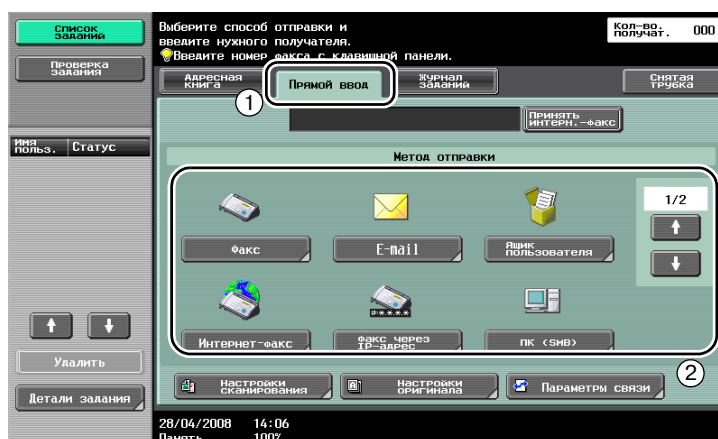 Список
заданий
Выберите способ отправки и
введите нужного получателя.
Введите номер факса с клавишной панели.
Кол-во.
получат. 000
Проверка
задания
Адресная
книга
Прямой ввод
Журнал
заданий
Снятая
трубка
1
Принять
интерн.-факс
Имя
польз. Статус
Метод отправки
1/2
Факс
E-mail
Ящик
пользователя
Интернет-факс
Факс через
IP-адрес
ПК (SMB)
Удалить
2
Детали задания
Настройки
сканирования
Настройки
оригинала
Параметры связи
28/04/2008 14:06
Память 100%